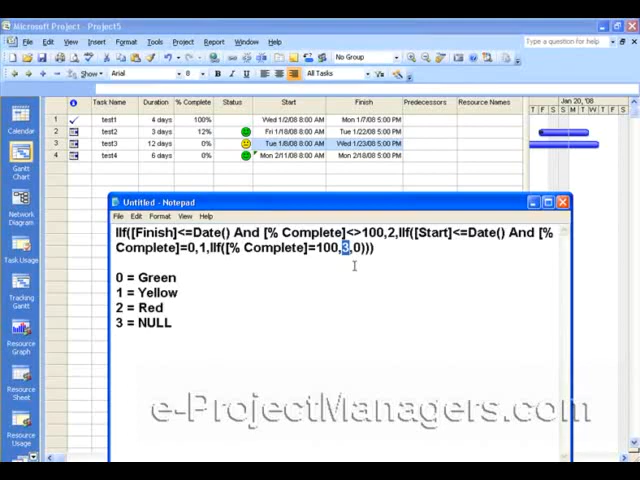 Microsoft Project - Project5
File Edit View Insert Format Tools Project Report Window Help
Type a question for help
No Group
Show Arial 8 B I U All Tasks
Task Name Duration % Complete Status Start Finish Predecessors Resource Names
Jan 20, '08
T F S S M T W T F S
1 test1 4 days 100% Wed 1/2/08 8:00 AM Mon 1/7/08 5:00 PM
2 test2 3 days 12% Fri 1/18/08 8:00 AM Tue 1/22/08 5:00 PM
3 test3 12 days 0% Tue 1/8/08 8:00 AM Wed 1/23/08 5:00 PM
4 test4 6 days 0% Mon 2/11/08 8:00 AM Mon 2/18/08 5:00 PM
Calendar
Gantt
Chart
Network
Diagram
Task
Usage
Tracking
Gantt
Resource
Graph
Resource
Sheet
Resource
Usage
Untitled - Notepad
File Edit Format View Help
IIf([Finish]<=Date() And [% Complete]<>100,2,IIf([Start]<=Date() And [%
Complete]=0,1,IIf([% Complete]=100,3,0)))
0 = Green
1 = Yellow
2 = Red
3 = NULL
e-ProjectManagers.com